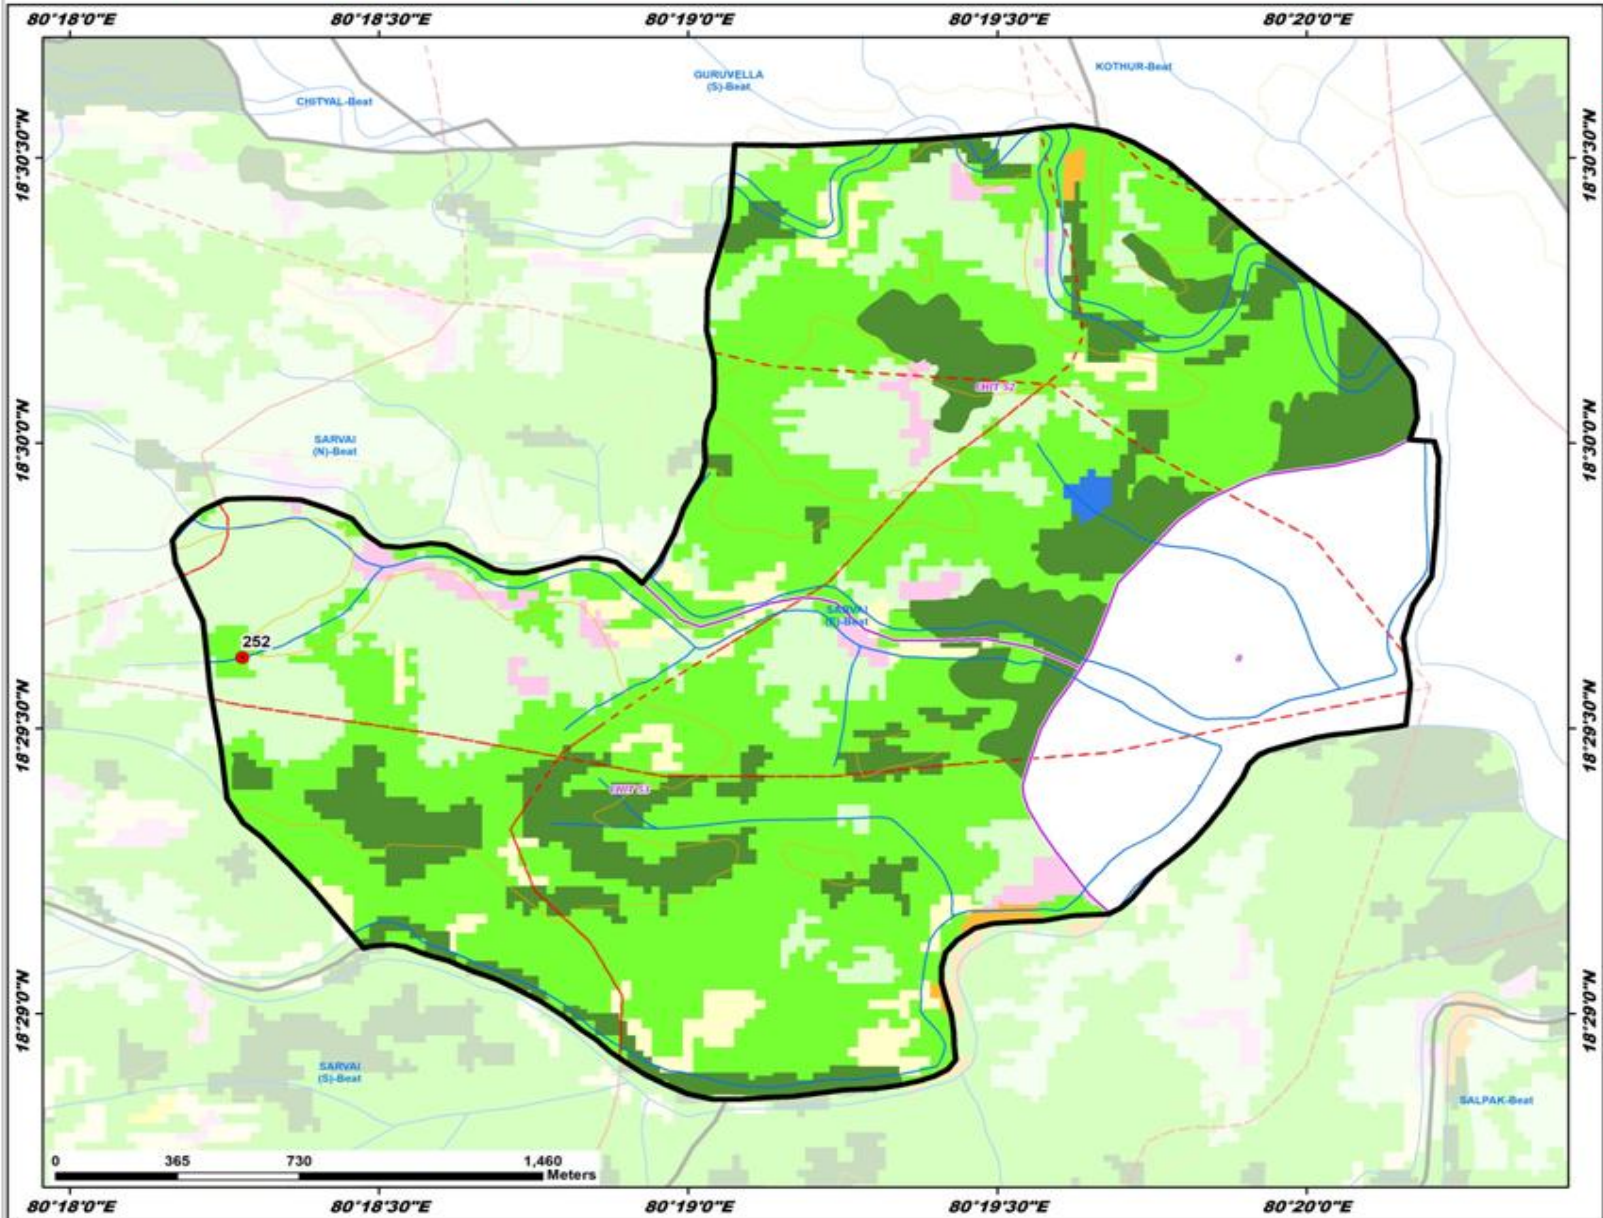 80°18'0"E 80°18'30"E 80°19'0"E 80°19'30"E 80°20'0"E
KOTHUR-Beat
GURUVELLA
(S)-Beat
CHITYAL-Beat
18°30'30"N 18°30'30"N
SARVAI
(N)-Beat
18°30'0"N 18°30'0"N
SARVAI
(E)-Beat
252
18°29'30"N 18°29'30"N
18°29'0"N 18°29'0"N
SARVAI
(S)-Beat
SALPAK-Beat
0 365 730 1,460
Meters
80°18'0"E 80°18'30"E 80°19'0"E 80°19'30"E 80°20'0"E